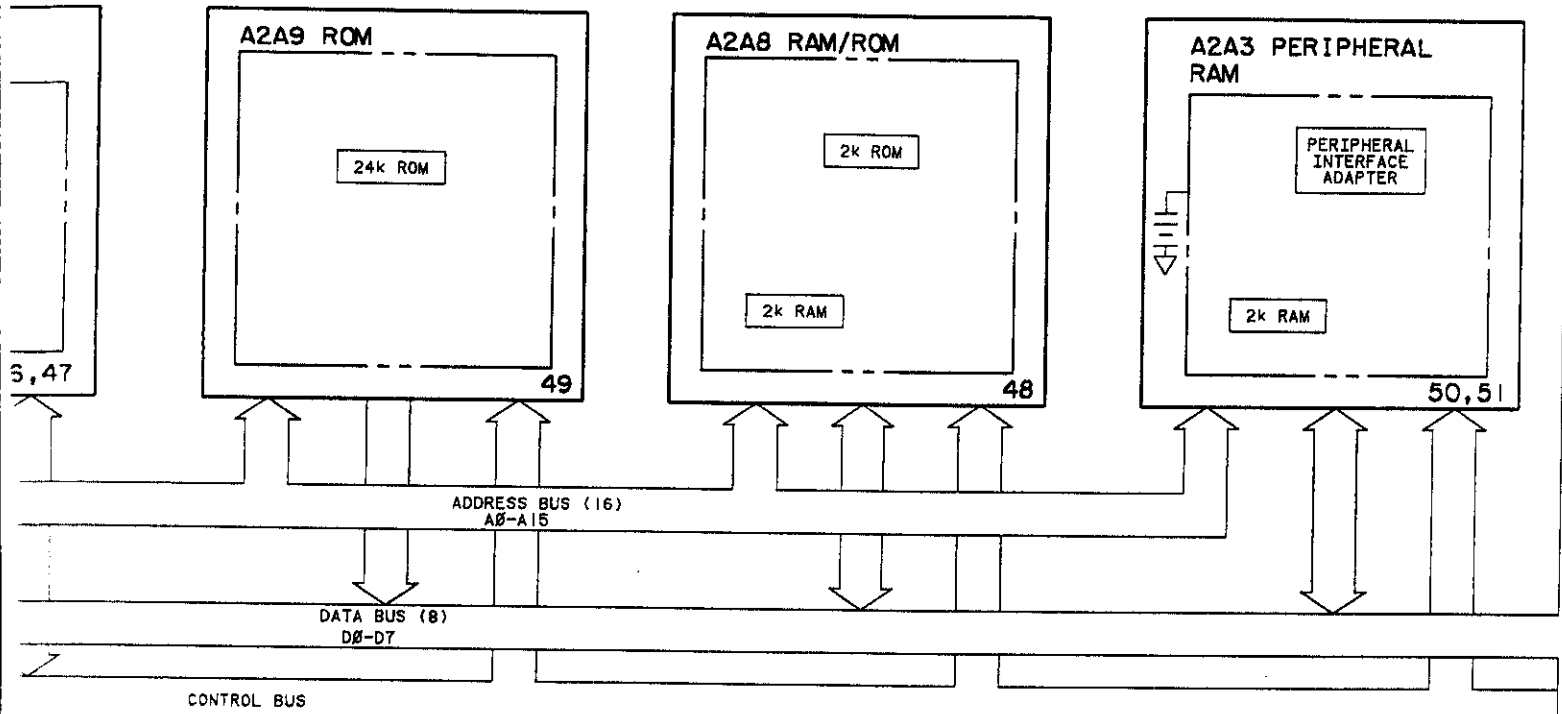 A2A9 ROM
24k ROM
49
A2A8 RAM/ROM
2k ROM
2k RAM
48
A2A3 PERIPHERAL
RAM
PERIPHERAL
INTERFACE
ADAPTER
2k RAM
50,51
,47
ADDRESS BUS (16)
AØ-A15
DATA BUS (8)
DØ-D7
CONTROL BUS